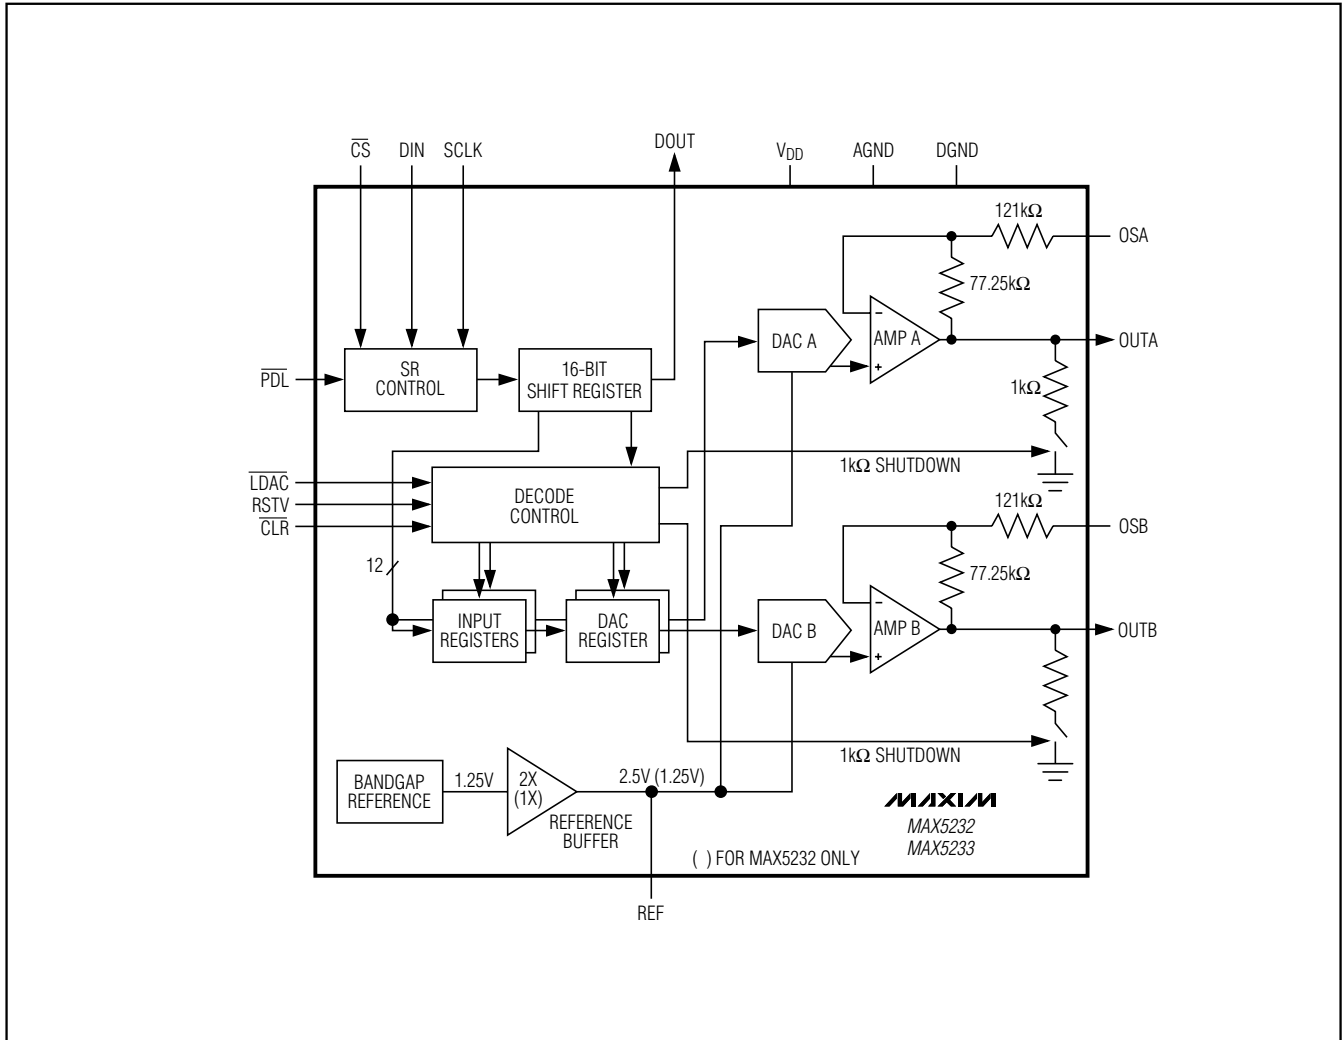 CS DIN SCLK DOUT VDD AGND DGND
121kΩ
OSA
77.25kΩ
DAC A
AMP A
−
+
OUTA
PDL
SR
CONTROL
16-BIT
SHIFT REGISTER
1kΩ
1kΩ SHUTDOWN
LDAC
RSTV
CLR
DECODE
CONTROL
121kΩ
OSB
77.25kΩ
12
INPUT
REGISTERS
DAC
REGISTER
DAC B
AMP B
−
+
OUTB
1kΩ SHUTDOWN
BANDGAP
REFERENCE
1.25V
2X
(1X)
2.5V (1.25V)
REFERENCE
BUFFER
MAXIM
MAX5232
MAX5233
( ) FOR MAX5232 ONLY
REF